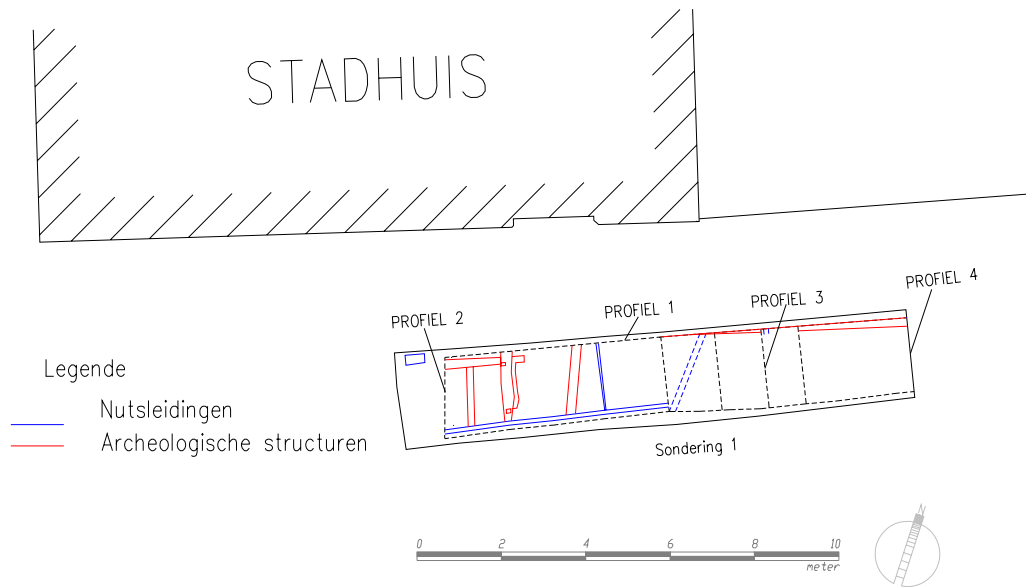 STADHUIS
PROFIEL 4
PROFIEL 3
PROFIEL 1
PROFIEL 2
Legende
Nutsleidingen
Archeologische structuren
Sondering 1
0 2 4 6 8 10
meter
N